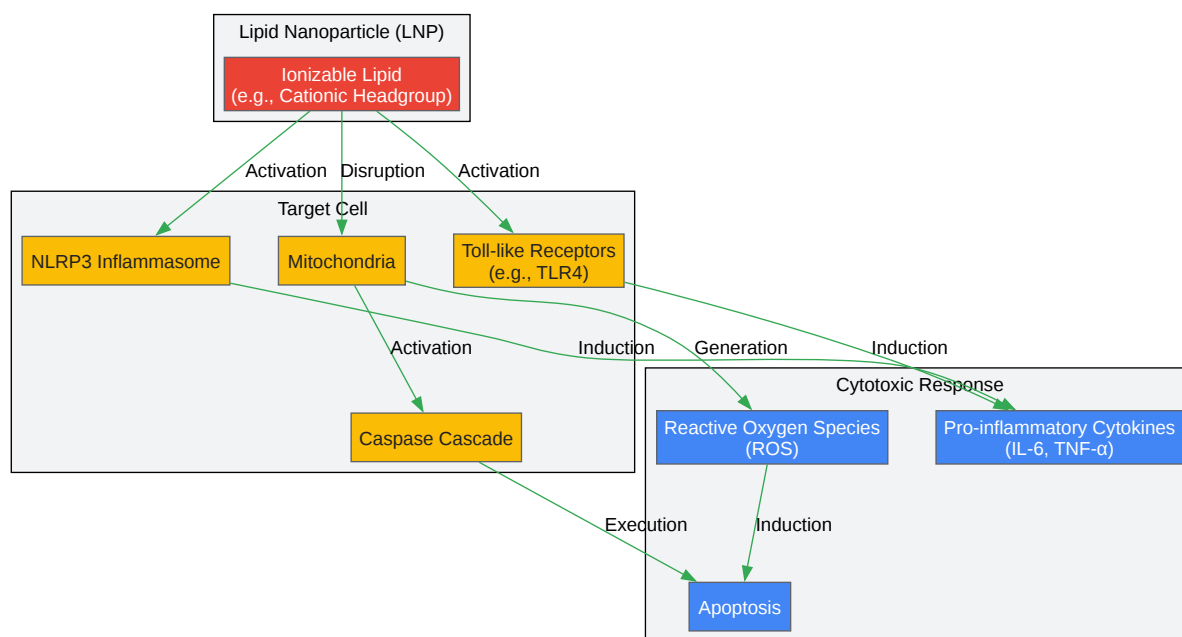 Lipid Nanoparticle (LNP)
Ionizable Lipid
(e.g., Cationic Headgroup)
Activation
Disruption
Activation
Target Cell
NLRP3 Inflammasome
Mitochondria
Toll-like Receptors
(e.g., TLR4)
Activation
Induction
Generation
Induction
Cytotoxic Response
Caspase Cascade
Reactive Oxygen Species
(ROS)
Pro-inflammatory Cytokines
(IL-6, TNF-α)
Execution
Induction
Apoptosis